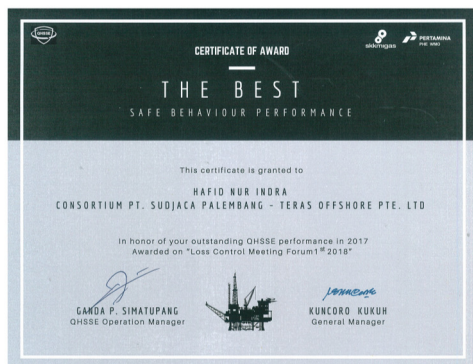 QHSSE
skkmigas
PERTAMINA
PHE WMO
CERTIFICATE OF AWARD
THE BEST
SAFE BEHAVIOUR PERFORMANCE
This certificate is granted to
HAFID NUR INDRA
CONSORTIUM PT. SUDJACA PALEMBANG - TERAS OFFSHORE PTE. LTD
In honor of your outstanding QHSSE performance in 2017
Awarded on "Loss Control Meeting Forum1st 2018"
GANDA P. SIMATUPANG
QHSSE Operation Manager
KUNCORO KUKUH
General Manager